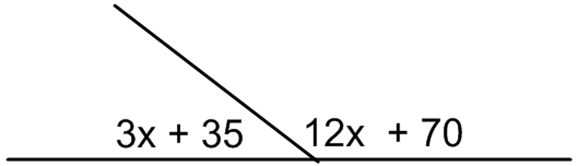 3x + 35 12x + 70